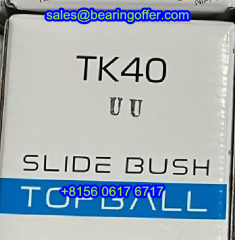 sales@bearingoffer.com
TK40
UU
SLIDE BUSH
TOPBALL
+8156 0617 6717